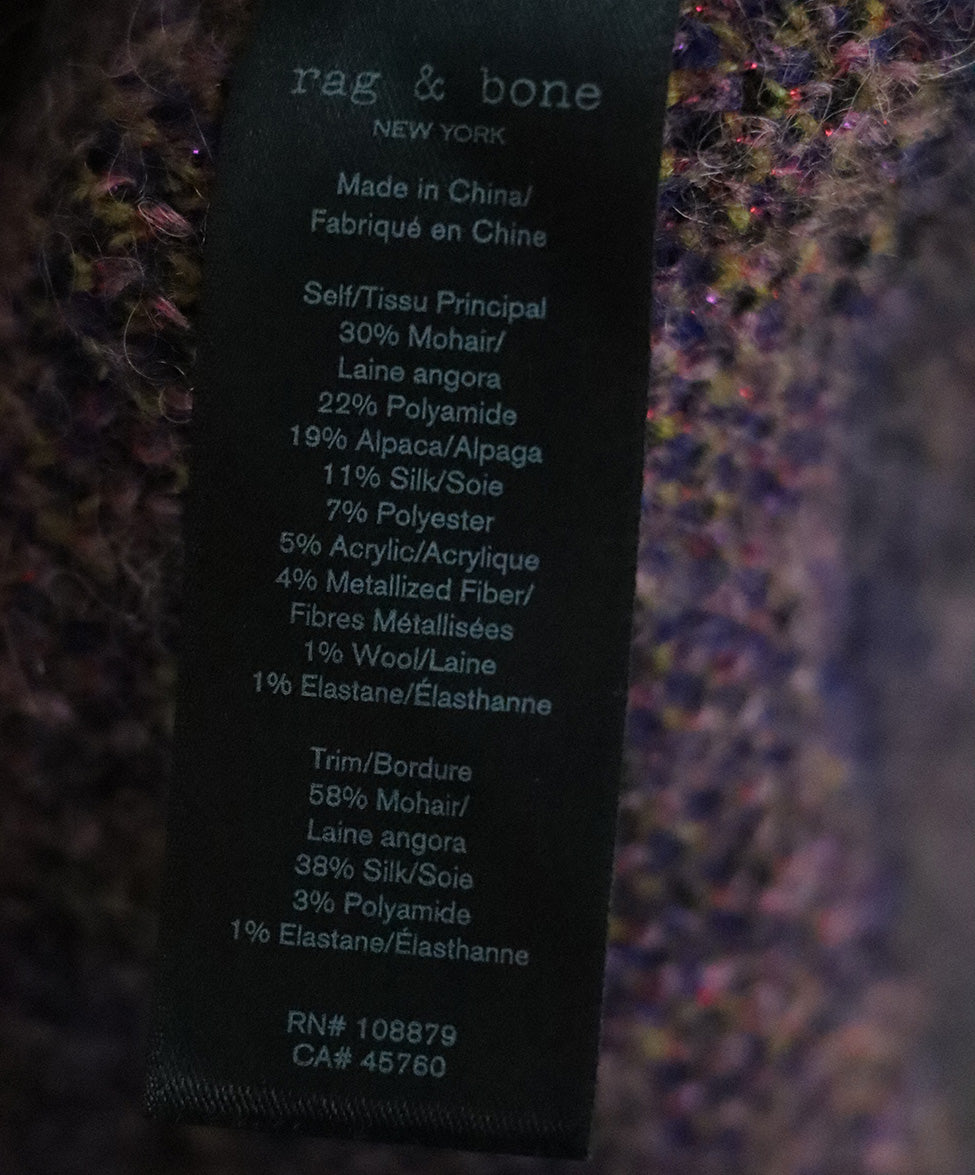 rag & bone
NEW YORK
Made in China/
Fabriqué en Chine
Self/Tissu Principal
30% Mohair/
Laine angora
22% Polyamide
19% Alpaca/Alpaga
11% Silk/Soie
7% Polyester
5% Acrylic/Acrylique
4% Metallized Fiber/
Fibres Métallisées
1% Wool/Laine
1% Elastane/Élasthanne
Trim/Bordure
58% Mohair/
Laine angora
38% Silk/Soie
3% Polyamide
1% Elastane/Élasthanne
RN# 108879
CA# 45760